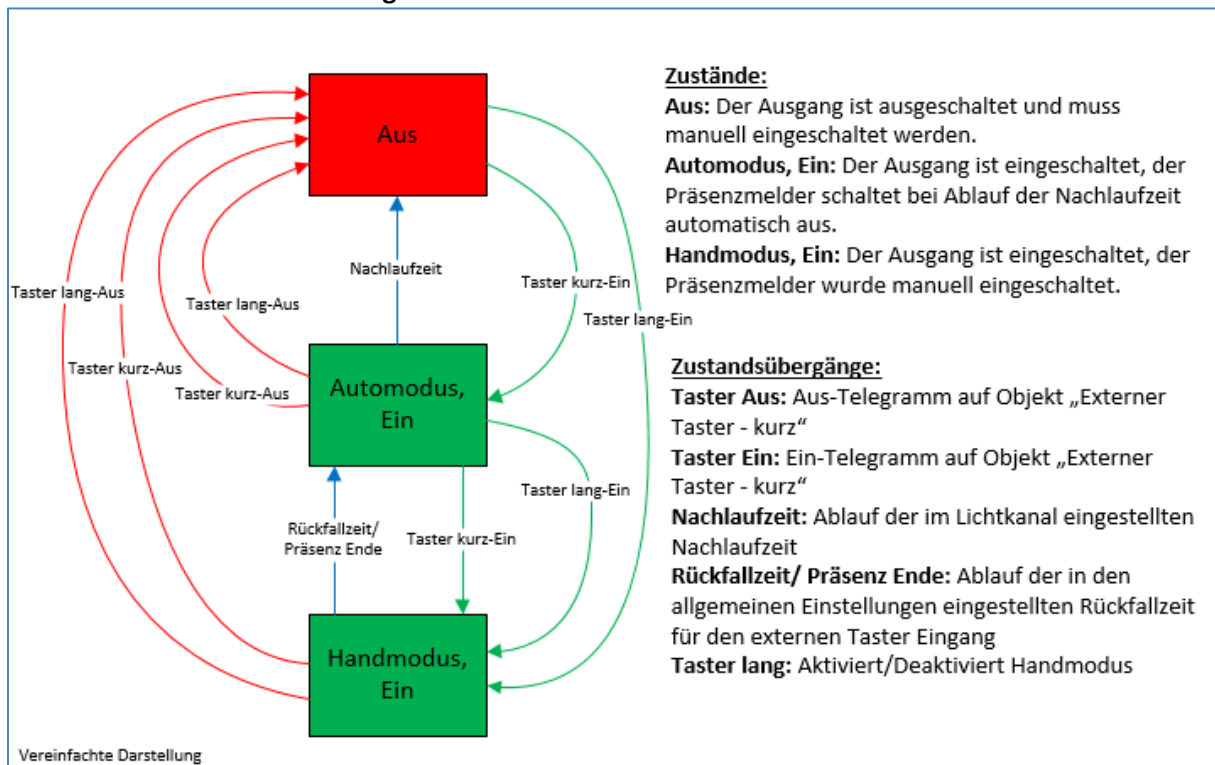 Aus
Nachlaufzeit
Taster lang-Aus
Taster lang-Aus
Taster kurz-Ein
Taster lang-Ein
Taster kurz-Aus
Taster kurz-Aus
Automodus,
Ein
Taster lang-Ein
Rückfallzeit/
Präsenz Ende
Taster kurz-Ein
Handmodus,
Ein
Vereinfachte Darstellung
Zustände:
Aus: Der Ausgang ist ausgeschaltet und muss
manuell eingeschaltet werden.
Automodus, Ein: Der Ausgang ist eingeschaltet, der
Präsenzmelder schaltet bei Ablauf der Nachlaufzeit
automatisch aus.
Handmodus, Ein: Der Ausgang ist eingeschaltet, der
Präsenzmelder wurde manuell eingeschaltet.
Zustandsübergänge:
Taster Aus: Aus-Telegramm auf Objekt „Externer
Taster - kurz“
Taster Ein: Ein-Telegramm auf Objekt „Externer
Taster - kurz“
Nachlaufzeit: Ablauf der im Lichtkanal eingestellten
Nachlaufzeit
Rückfallzeit/ Präsenz Ende: Ablauf der in den
allgemeinen Einstellungen eingestellten Rückfallzeit
für den externen Taster Eingang
Taster lang: Aktiviert/Deaktiviert Handmodus